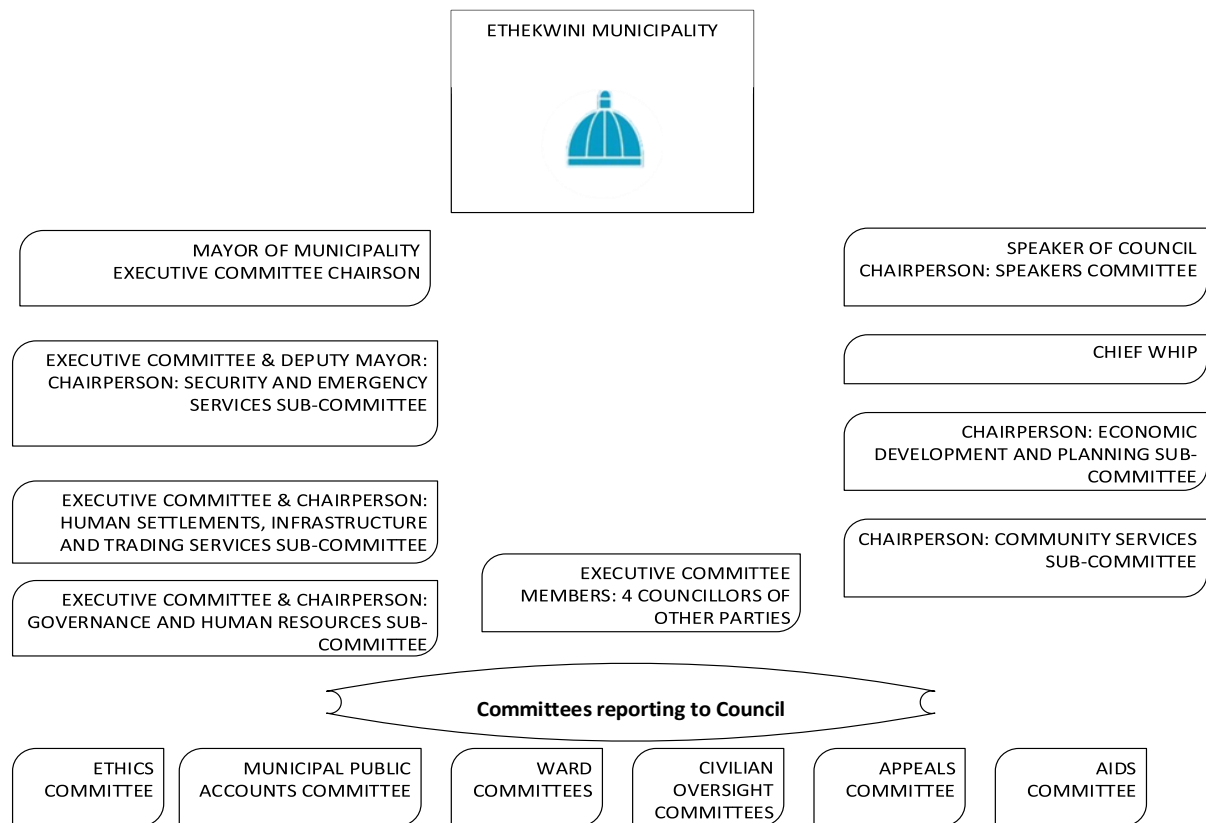 ETHEKWINI MUNICIPALITY
MAYOR OF MUNICIPALITY
EXECUTIVE COMMITTEE CHAIRSON
EXECUTIVE COMMITTEE & DEPUTY MAYOR:
CHAIRPERSON: SECURITY AND EMERGENCY
SERVICES SUB-COMMITTEE
EXECUTIVE COMMITTEE & CHAIRPERSON:
HUMAN SETTLEMENTS, INFRASTRUCTURE
AND TRADING SERVICES SUB-COMMITTEE
EXECUTIVE COMMITTEE & CHAIRPERSON:
GOVERNANCE AND HUMAN RESOURCES SUB-
COMMITTEE
EXECUTIVE COMMITTEE
MEMBERS: 4 COUNCILLORS OF
OTHER PARTIES
SPEAKER OF COUNCIL
CHAIRPERSON: SPEAKERS COMMITTEE
CHIEF WHIP
CHAIRPERSON: ECONOMIC
DEVELOPMENT AND PLANNING SUB-
COMMITTEE
CHAIRPERSON: COMMUNITY SERVICES
SUB-COMMITTEE
Committees reporting to Council
ETHICS
COMMITTEE
MUNICIPAL PUBLIC
ACCOUNTS COMMITTEE
WARD
COMMITTEES
CIVILIAN
OVERSIGHT
COMMITTEES
APPEALS
COMMITTEE
AIDS
COMMITTEE